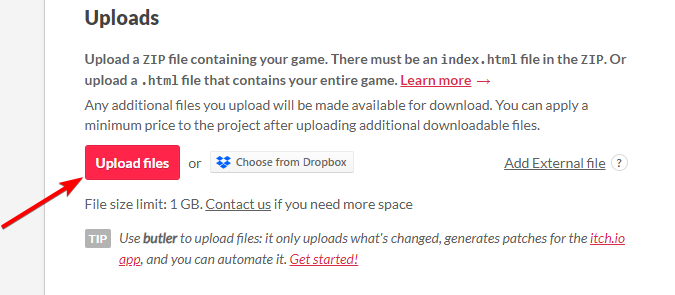 Uploads
Upload a ZIP file containing your game. There must be an index.html file in the ZIP. Or
upload a .html file that contains your entire game. Learn more →
Any additional files you upload will be made available for download. You can apply a
minimum price to the project after uploading additional downloadable files.
Upload files or Choose from Dropbox Add External file ?
File size limit: 1 GB. Contact us if you need more space
TIP Use butler to upload files: it only uploads what's changed, generates patches for the itch.io
app, and you can automate it. Get started!